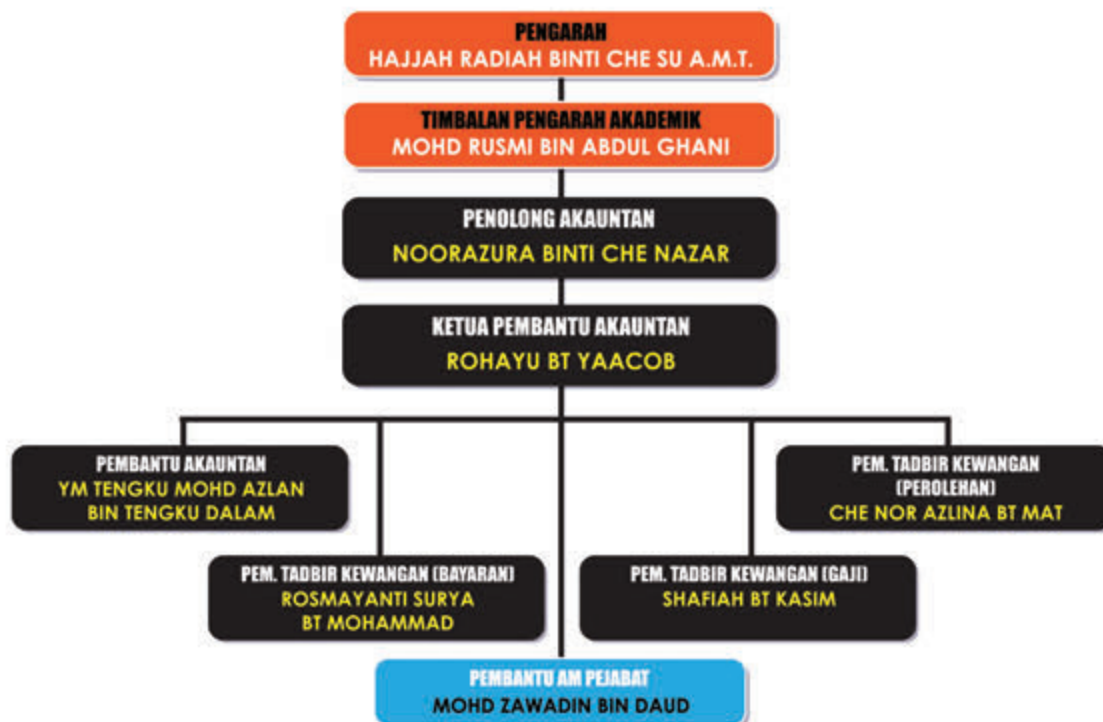 PENGARAH
HAJJAH RADIAH BINTI CHE SU A.M.T.
TIMBALAN PENGARAH AKADEMIK
MOHD RUSMI BIN ABDUL GHANI
PENOLONG AKAUNTAN
NOORAZURA BINTI CHE NAZAR
KETUA PEMBANTU AKAUNTAN
ROHAYU BT YAACOB
PEMBANTU AKAUNTAN
YM TENGKU MOHD AZLAN
BIN TENGKU DALAM
PEM. TADBIR KEWANGAN
(PEROLEHAN)
CHE NOR AZLINA BT MAT
PEM. TADBIR KEWANGAN (BAYARAN)
ROSMAYANTI SURYA
BT MOHAMMAD
PEM. TADBIR KEWANGAN (GAJI)
SHAFIAH BT KASIM
PEMBANTU AM PEJABAT
MOHD ZAWADIN BIN DAUD